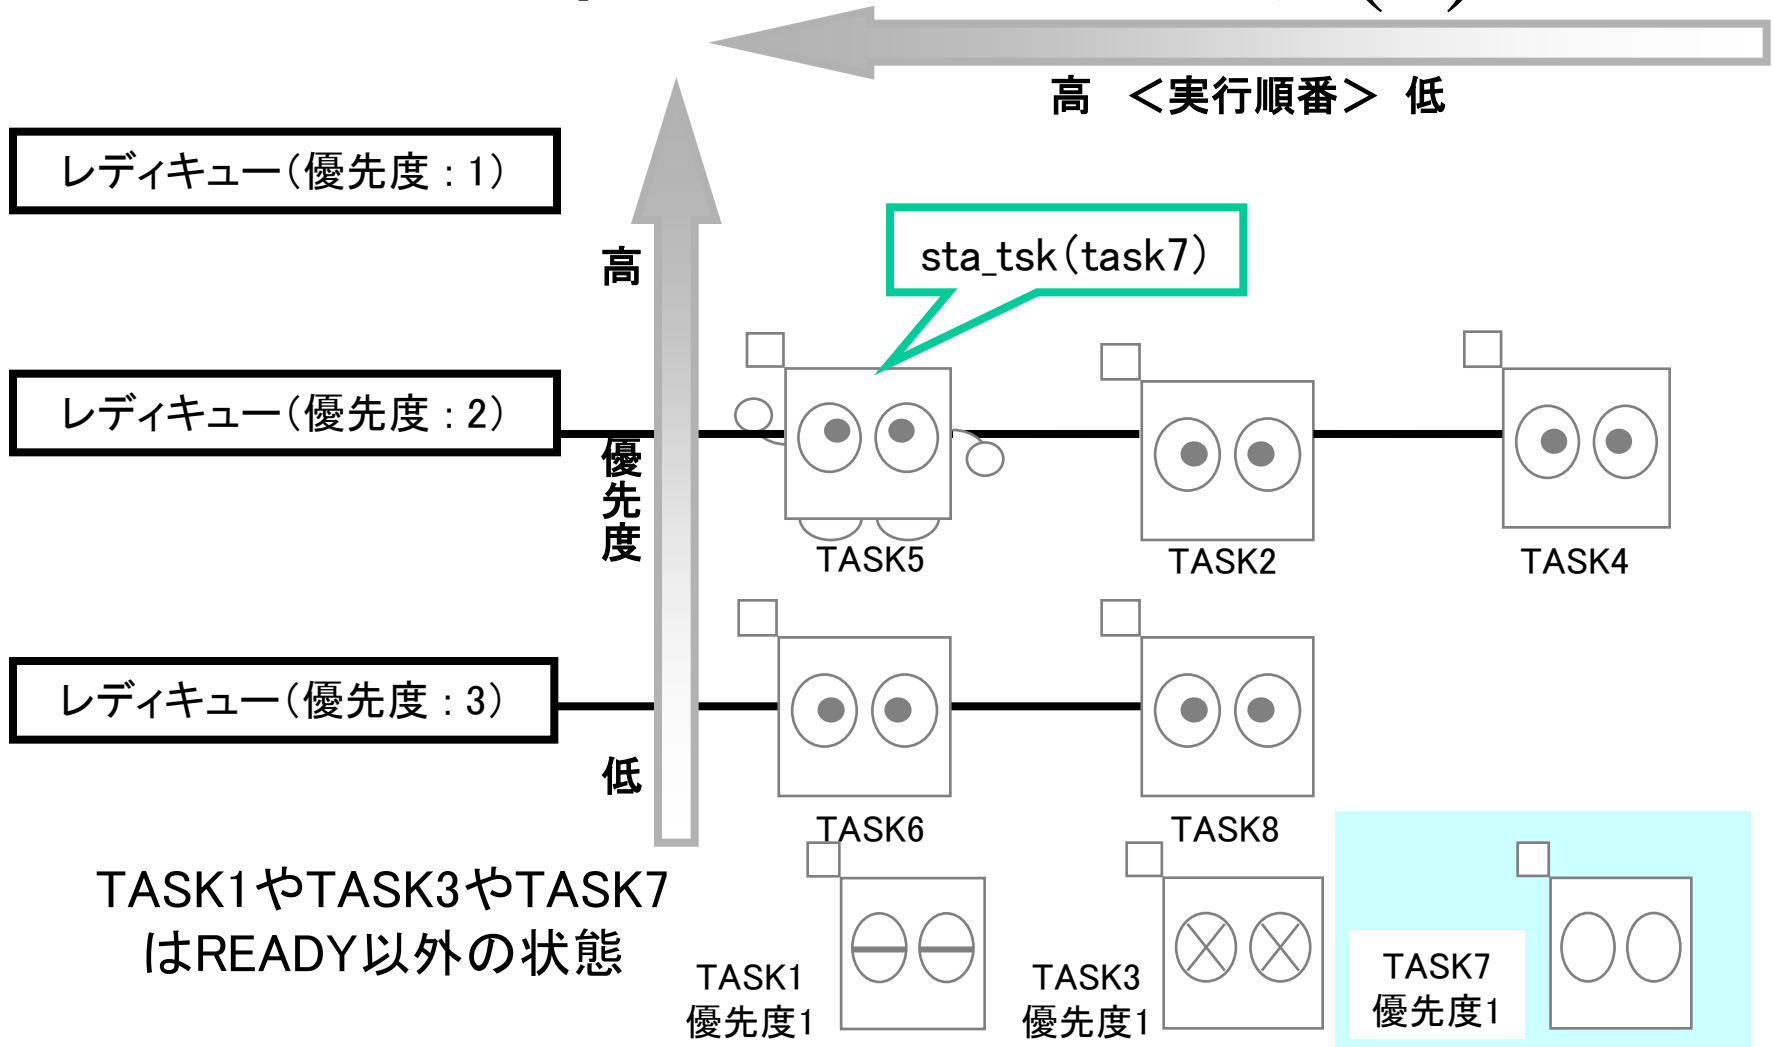 高 ＜実行順番＞ 低
レディキュー(優先度：1)
高
sta_tsk(task7)
レディキュー(優先度：2)
優先度
TASK5
TASK2
TASK4
レディキュー(優先度：3)
低
TASK6
TASK8
TASK1やTASK3やTASK7
はREADY以外の状態
TASK1
優先度1
TASK3
優先度1
TASK7
優先度1